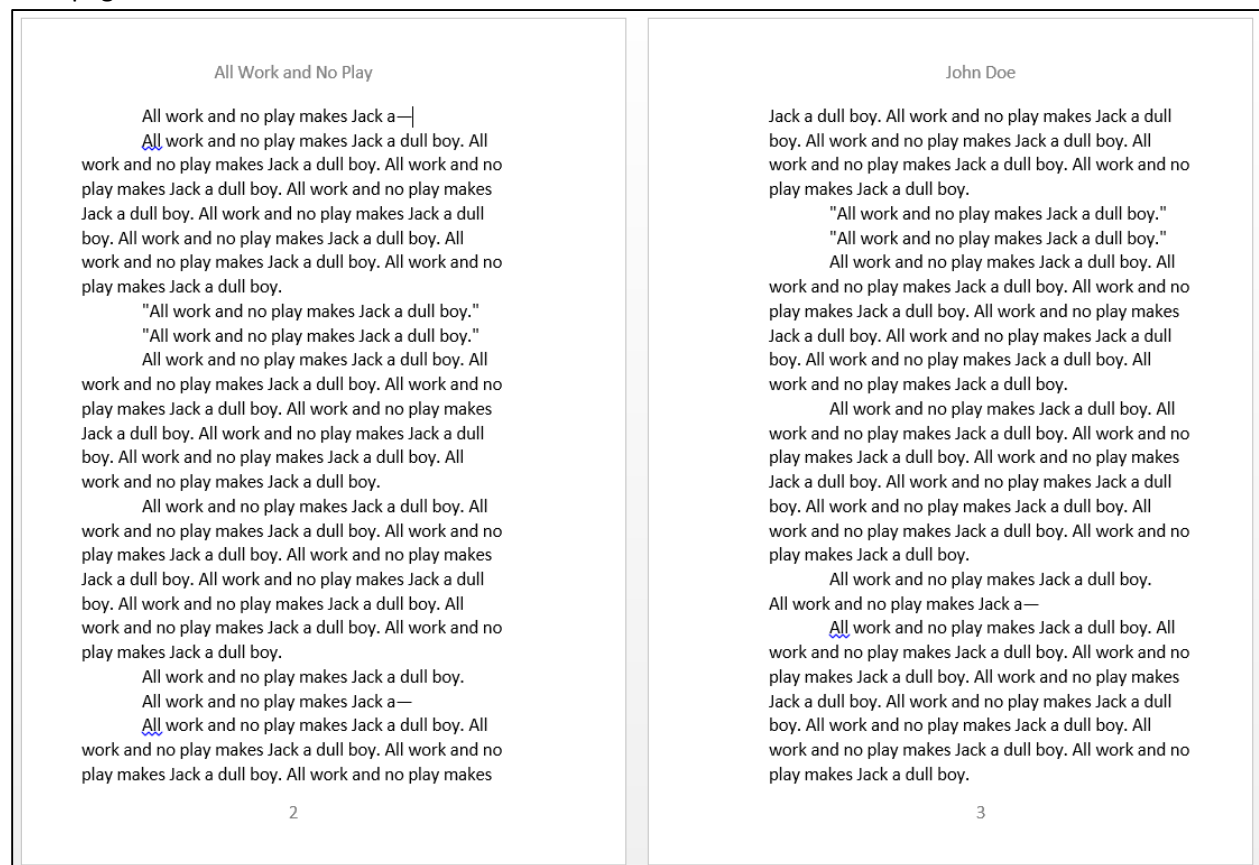 All Work and No Play
All work and no play makes Jack a—
All work and no play makes Jack a dull boy. All
work and no play makes Jack a dull boy. All work and no
play makes Jack a dull boy. All work and no play makes
Jack a dull boy. All work and no play makes Jack a dull
boy. All work and no play makes Jack a dull boy. All
work and no play makes Jack a dull boy. All work and no
play makes Jack a dull boy.
"All work and no play makes Jack a dull boy."
"All work and no play makes Jack a dull boy."
All work and no play makes Jack a dull boy. All
work and no play makes Jack a dull boy. All work and no
play makes Jack a dull boy. All work and no play makes
Jack a dull boy. All work and no play makes Jack a dull
boy. All work and no play makes Jack a dull boy. All
work and no play makes Jack a dull boy.
All work and no play makes Jack a dull boy. All
work and no play makes Jack a dull boy. All work and no
play makes Jack a dull boy. All work and no play makes
Jack a dull boy. All work and no play makes Jack a dull
boy. All work and no play makes Jack a dull boy. All
work and no play makes Jack a dull boy. All work and no
play makes Jack a dull boy.
All work and no play makes Jack a dull boy.
All work and no play makes Jack a—
All work and no play makes Jack a dull boy. All
work and no play makes Jack a dull boy. All work and no
play makes Jack a dull boy. All work and no play makes
2
John Doe
Jack a dull boy. All work and no play makes Jack a dull
boy. All work and no play makes Jack a dull boy. All
work and no play makes Jack a dull boy. All work and no
play makes Jack a dull boy.
"All work and no play makes Jack a dull boy."
"All work and no play makes Jack a dull boy."
All work and no play makes Jack a dull boy. All
work and no play makes Jack a dull boy. All work and no
play makes Jack a dull boy. All work and no play makes
Jack a dull boy. All work and no play makes Jack a dull
boy. All work and no play makes Jack a dull boy. All
work and no play makes Jack a dull boy.
All work and no play makes Jack a dull boy. All
work and no play makes Jack a dull boy. All work and no
play makes Jack a dull boy. All work and no play makes
Jack a dull boy. All work and no play makes Jack a dull
boy. All work and no play makes Jack a dull boy. All
work and no play makes Jack a dull boy. All work and no
play makes Jack a dull boy.
All work and no play makes Jack a dull boy.
All work and no play makes Jack a—
All work and no play makes Jack a dull boy. All
work and no play makes Jack a dull boy. All work and no
play makes Jack a dull boy. All work and no play makes
Jack a dull boy. All work and no play makes Jack a dull
boy. All work and no play makes Jack a dull boy. All
work and no play makes Jack a dull boy. All work and no
play makes Jack a dull boy.
3